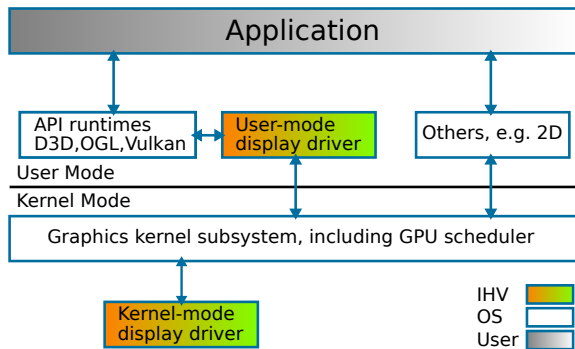 Application
API runtimes
D3D,OGL,Vulkan
User-mode
display driver
Others, e.g. 2D
User Mode
Kernel Mode
Graphics kernel subsystem, including GPU scheduler
Kernel-mode
display driver
IHV
OS
User